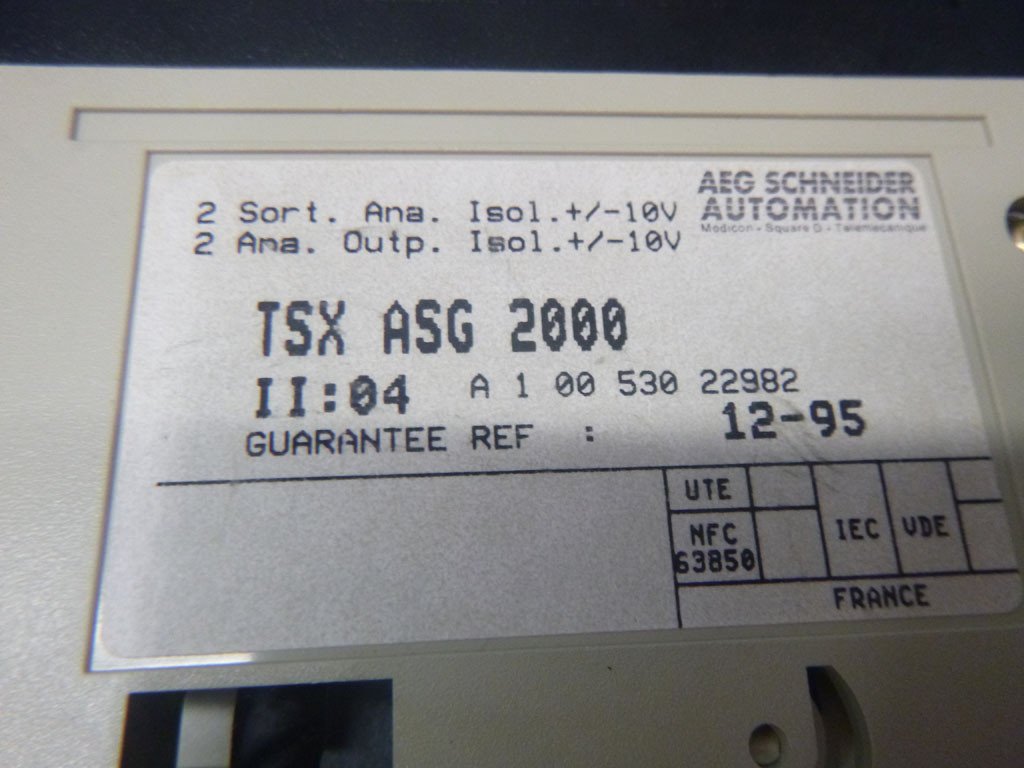 AEG SCHNEIDER
AUTOMATION
Modicon - Square D - Telemecanique
2 Sort. Ana. Isol.+/-10V
2 Ana. Outp. Isol.+/-10V
TSX ASG 2000
II:04 A 1 00 530 22982
GUARANTEE REF : 12-95
UTE
NFC
63850
IEC VDE
FRANCE